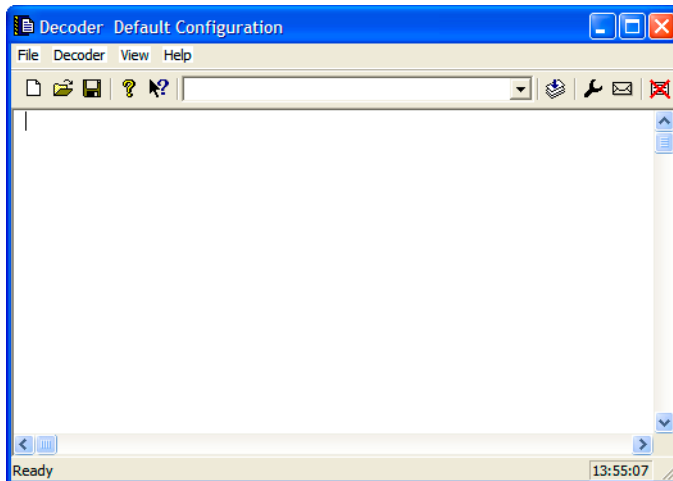 Decoder Default Configuration
File Decoder View Help
Ready 13:55:07